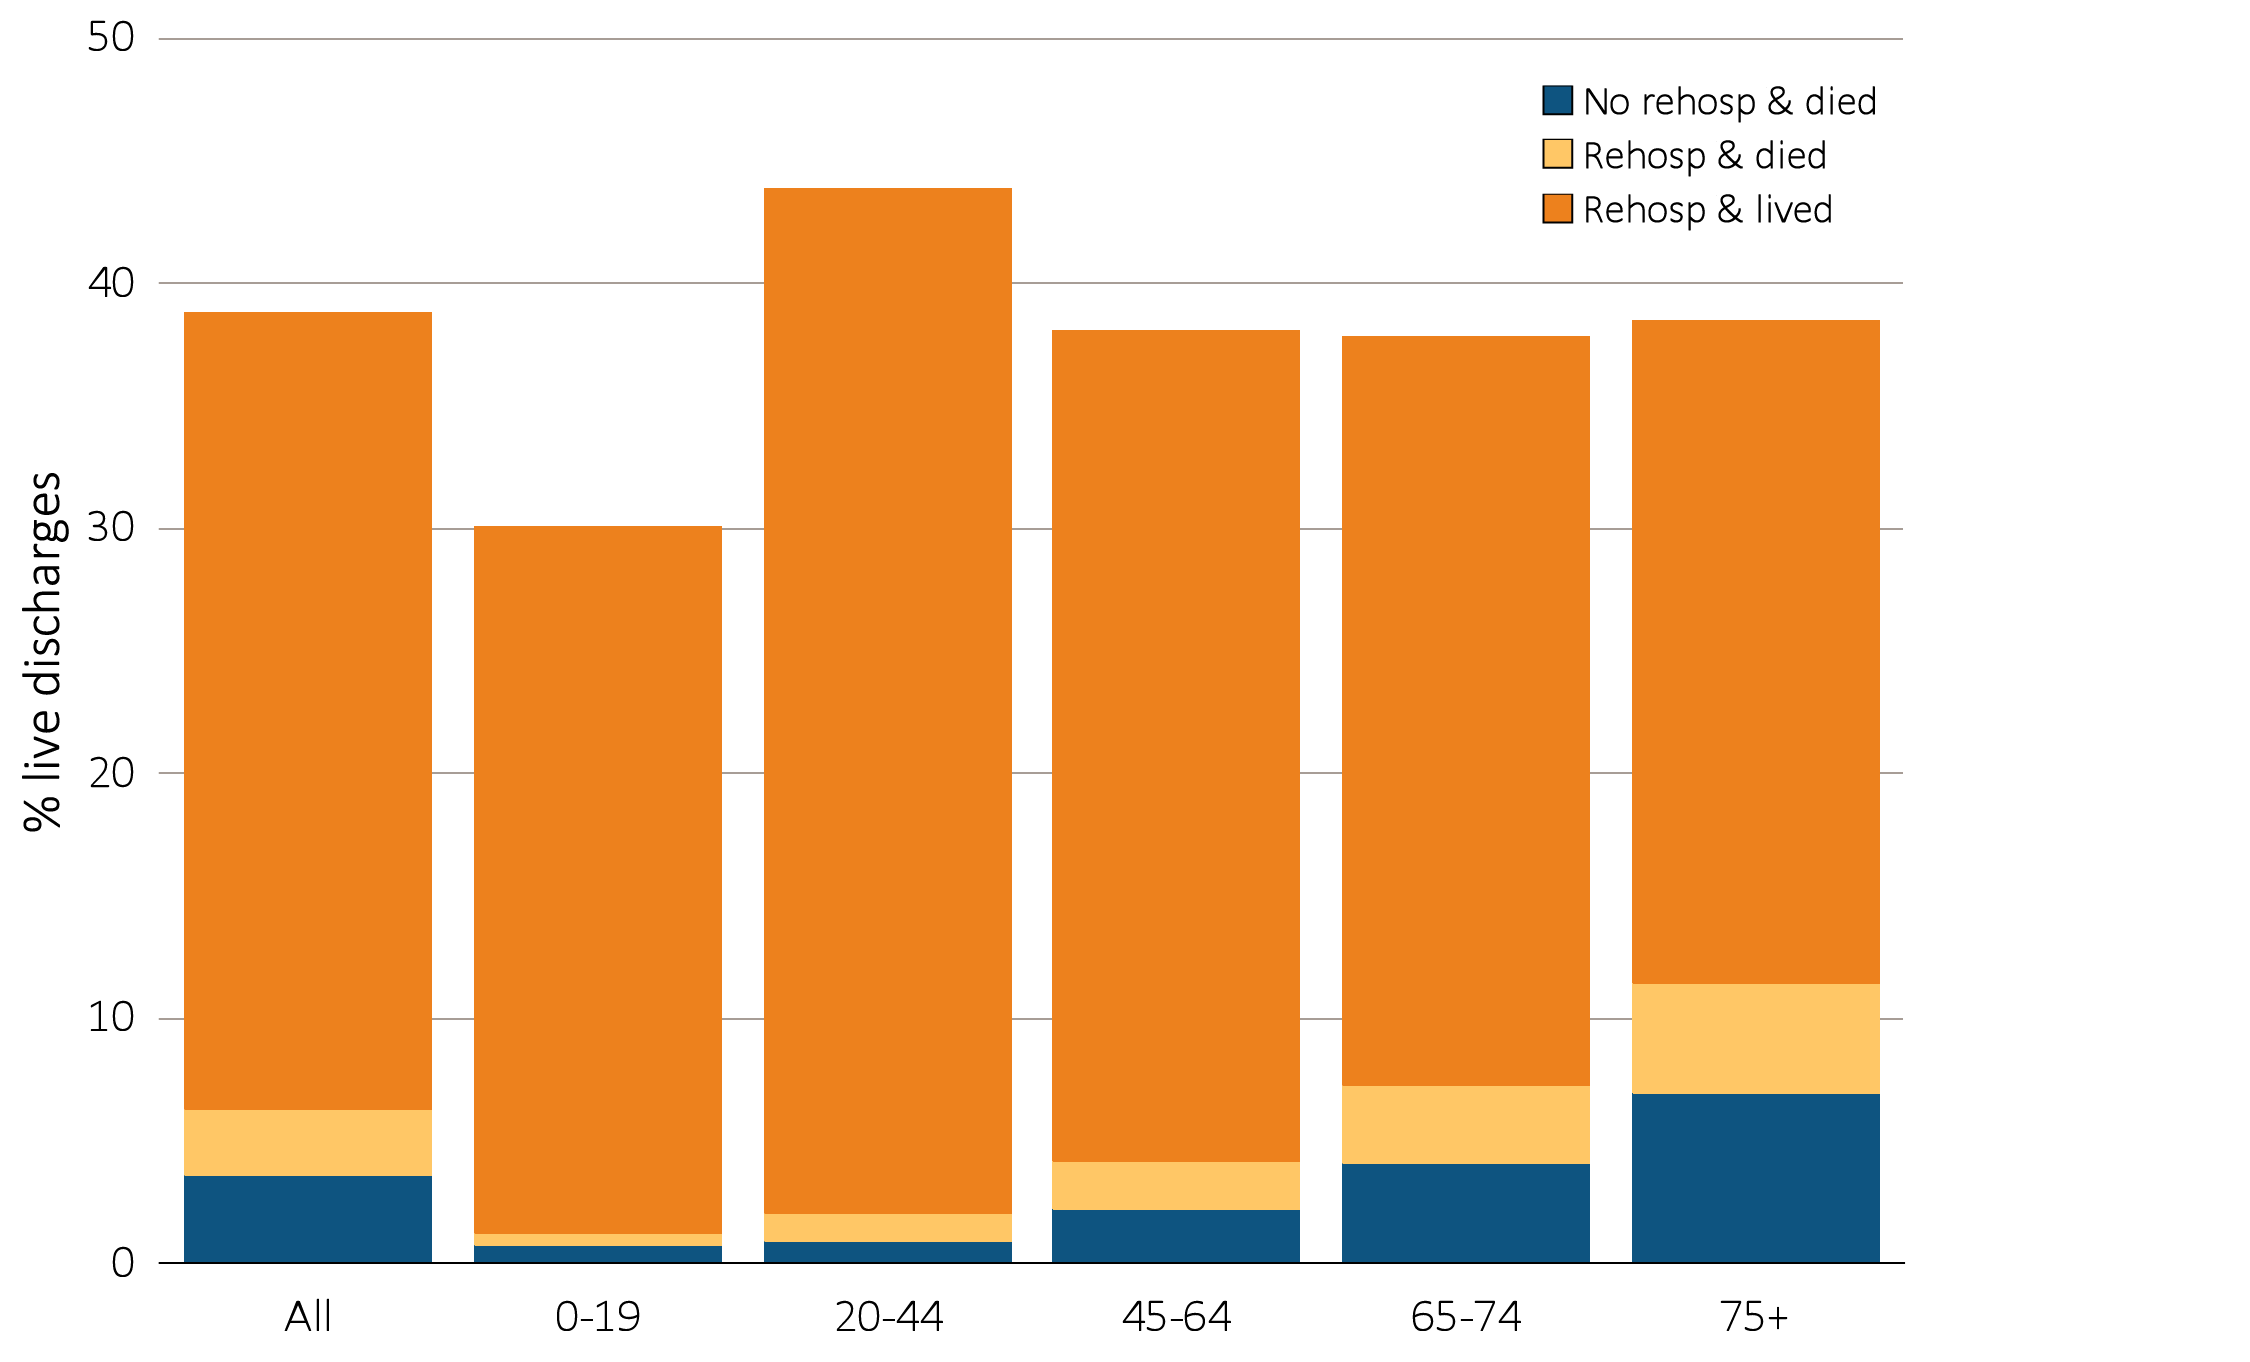 50
No rehosp & died
Rehosp & died
Rehosp & lived
40
30
20
10
0
% live discharges
All
0-19
20-44
45-64
65-74
75+